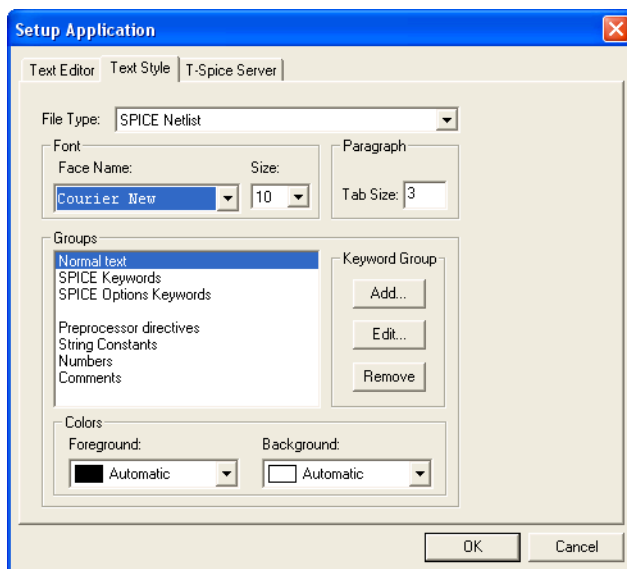 Setup Application
Text Editor Text Style T-Spice Server
File Type: SPICE Netlist
Font
Paragraph
Face Name: Size:
Courier New 10
Tab Size: 3
Groups
Normal text
SPICE Keywords
SPICE Options Keywords
Preprocessor directives
String Constants
Numbers
Comments
Keyword Group
Add...
Edit...
Remove
Colors
Foreground: Background:
Automatic Automatic
OK Cancel